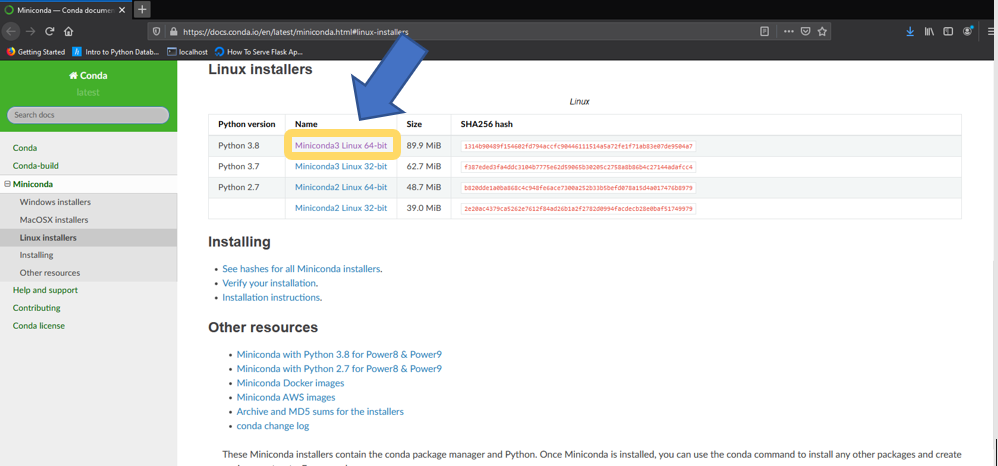 Miniconda — Conda documen
https://docs.conda.io/en/latest/miniconda.html#linux-installers
Getting Started
Intro to Python Datab...
localhost
How To Serve Flask Ap...
Conda
latest
Search docs
Conda
Conda-build
Miniconda
Windows installers
MacOSX installers
Linux installers
Installing
Other resources
Help and support
Contributing
Conda license
Linux installers
Linux
Python version Name Size SHA256 hash
Python 3.8 Miniconda3 Linux 64-bit 89.9 MiB
Python 3.7 Miniconda3 Linux 32-bit 62.7 MiB
Python 2.7 Miniconda2 Linux 64-bit 48.7 MiB
Miniconda2 Linux 32-bit 39.0 MiB
Installing
• See hashes for all Miniconda installers.
• Verify your installation.
• Installation instructions.
Other resources
• Miniconda with Python 3.8 for Power8 & Power9
• Miniconda with Python 2.7 for Power8 & Power9
• Miniconda Docker images
• Miniconda AWS images
• Archive and MD5 sums for the installers
• conda change log
These Miniconda installers contain the conda package manager and Python. Once Miniconda is installed, you can use the conda command to install any other packages and create